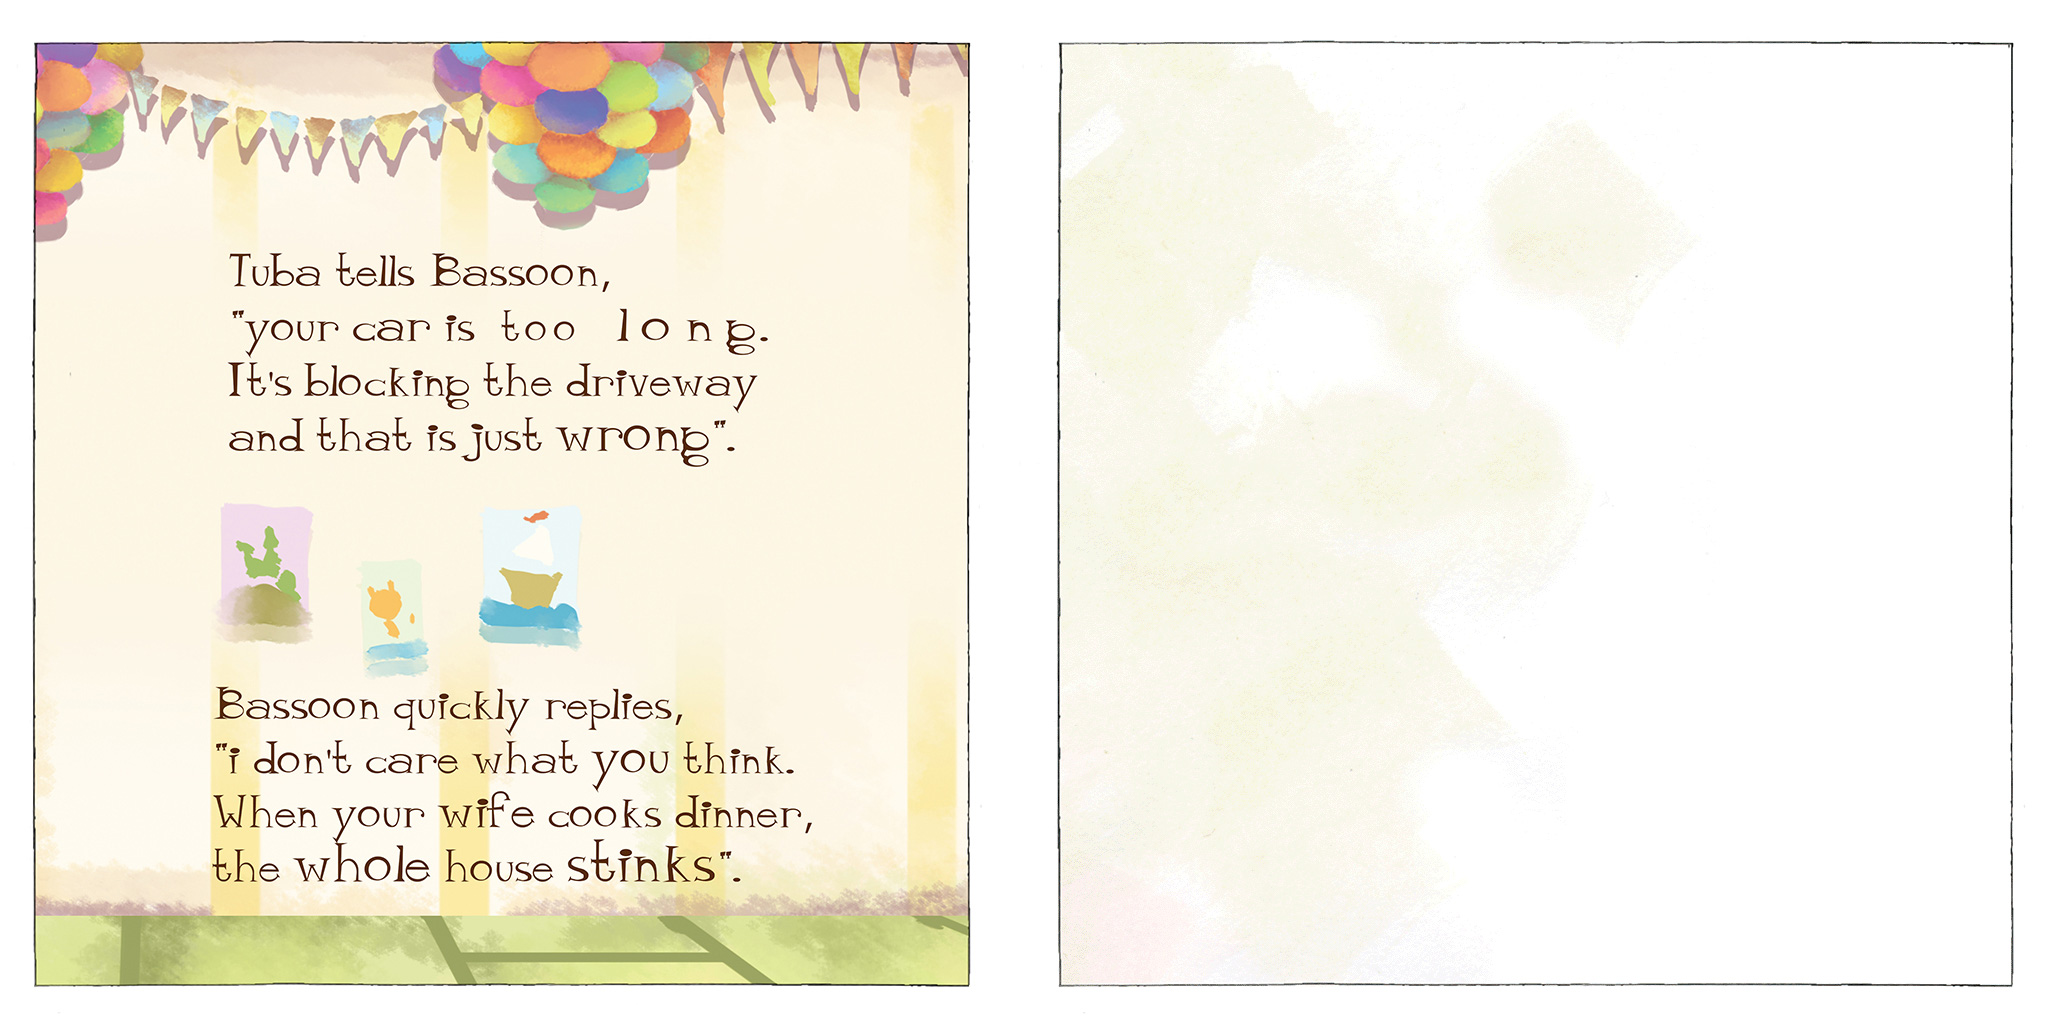 Tuba tells Bassoon,
"your car is too long.
It's blocking the driveway
and that is just wrong".
Bassoon quickly replies,
"i don't care what you think.
When your wife cooks dinner,
the whole house stinks".